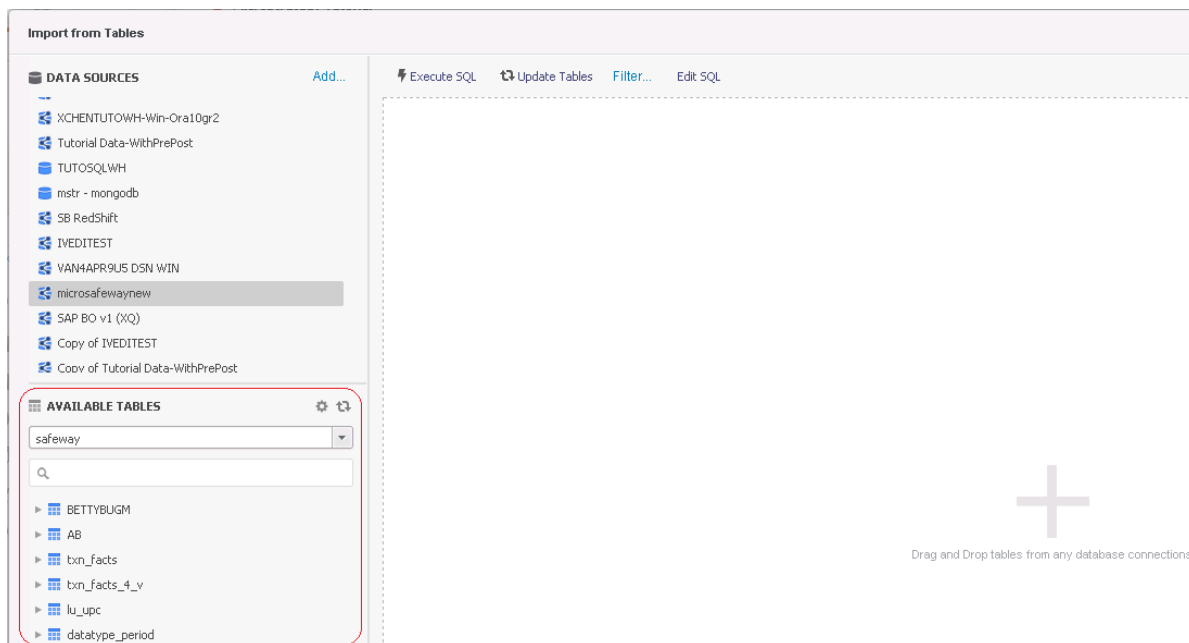 Import from Tables
DATA SOURCES
Add...
XCHENTUTOWH-Win-Ora10gr2
Tutorial Data-WithPrePost
TUTOSQLWH
mstr - mongodb
SB RedShift
IVEDITEST
VAN4APR9U5 DSN WIN
microsafewaynew
SAP BO v1 (XQ)
Copy of IVEDITEST
Copy of Tutorial Data-WithPrePost
AVAILABLE TABLES
safeway
BETTYBUGM
AB
txn_facts
txn_facts_4_v
lu_upc
datatype_period
Execute SQL Update Tables Filter... Edit SQL
Drag and Drop tables from any database connections